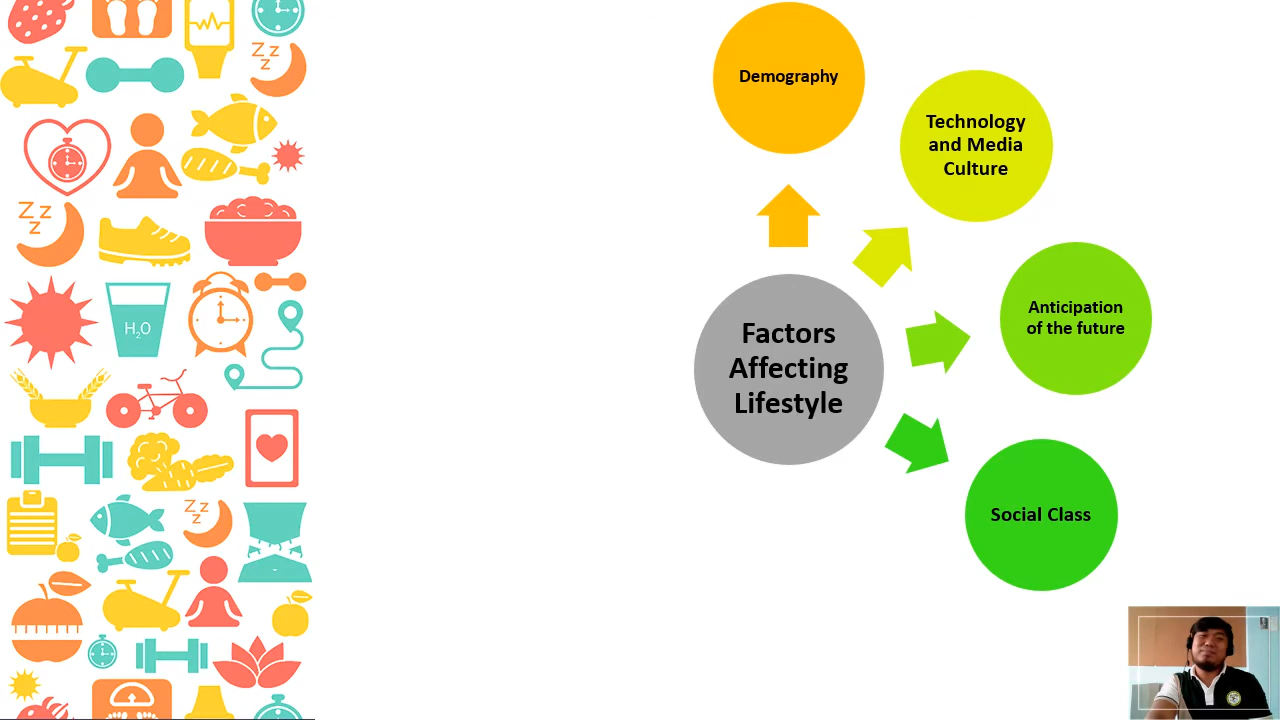 Demography
Technology
and Media
Culture
Anticipation
of the future
Factors
Affecting
Lifestyle
Social Class
Z z
z
Z z
z
H2O
Z z
z